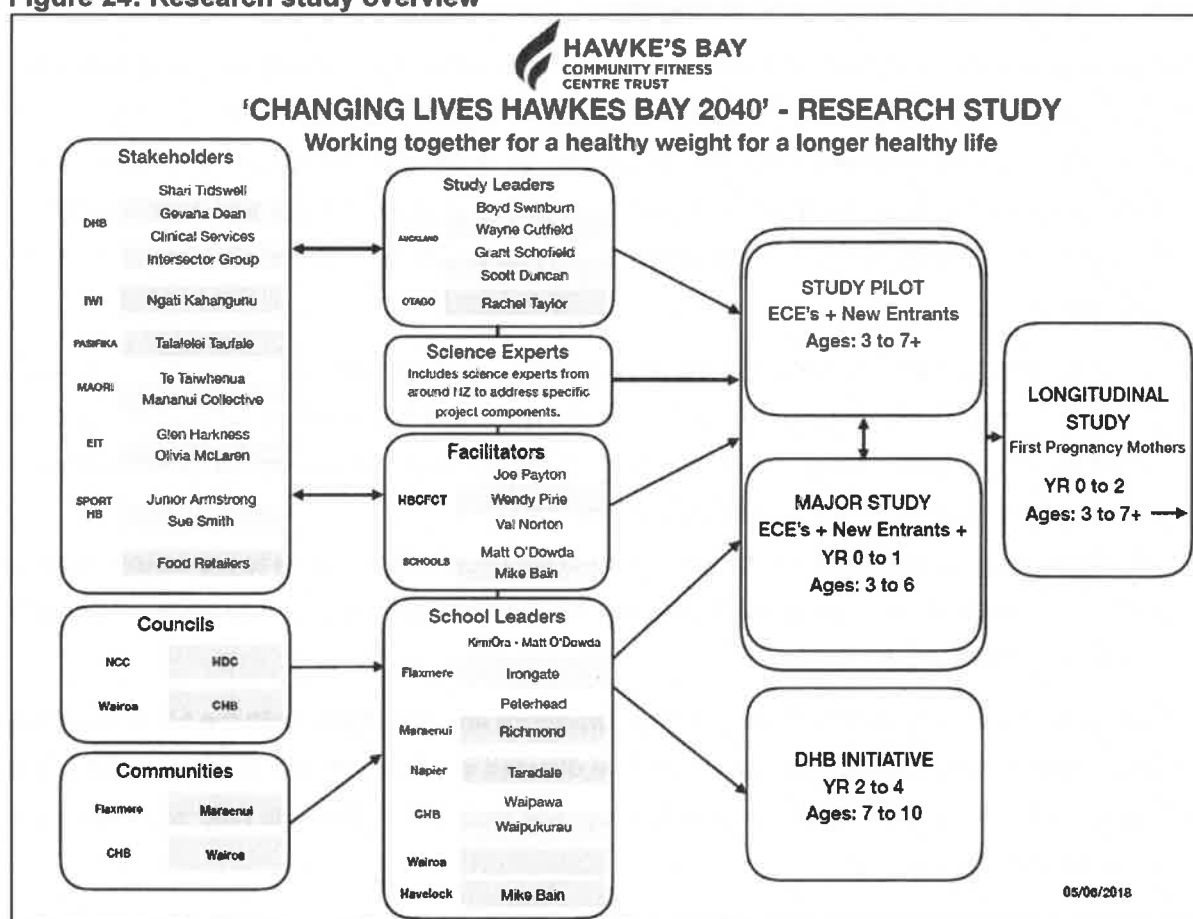 Figure 24: Research study overview
HAWKE'S BAY
COMMUNITY FITNESS
CENTRE TRUST
'CHANGING LIVES HAWKES BAY 2040' - RESEARCH STUDY
Working together for a healthy weight for a longer healthy life
Stakeholders
DHB
Shari Tidswell
Gevana Dean
Clinical Services
Intersector Group
IWI Ngati Kahangunu
PASIFIKA Talafelei Taufale
MAORI
Te Taiwhenua
Mananui Collective
EIT
Glen Harkness
Olivia McLaren
SPORT HB
Junior Armstrong
Sue Smith
Food Retailers
Councils
NCC HDC
Wairoa CHB
Communities
Flaxmere Maraenui
CHB Wairoa
Study Leaders
AUCKLAND
Boyd Swinburn
Wayne Cutfield
Grant Schofield
Scott Duncan
OTAGO Rachel Taylor
Science Experts
Includes science experts from
around NZ to address specific
project components.
Facilitators
HBCFCT
Joe Payton
Wendy Pirie
Val Norton
SCHOOLS
Matt O'Dowda
Mike Bain
School Leaders
Matt O'Dowda
Flaxmere Irongate
Peterhead
Maraenui Richmond
Napier Taradale
CHB
Waipawa
Waipukurau
Wairoa
Havelock Mike Bain
STUDY PILOT
ECE's + New Entrants
Ages: 3 to 7+
MAJOR STUDY
ECE's + New Entrants +
YR 0 to 1
Ages: 3 to 6
DHB INITIATIVE
YR 2 to 4
Ages: 7 to 10
LONGITUDINAL
STUDY
First Pregnancy Mothers
YR 0 to 2
Ages: 3 to 7+
05/06/2018